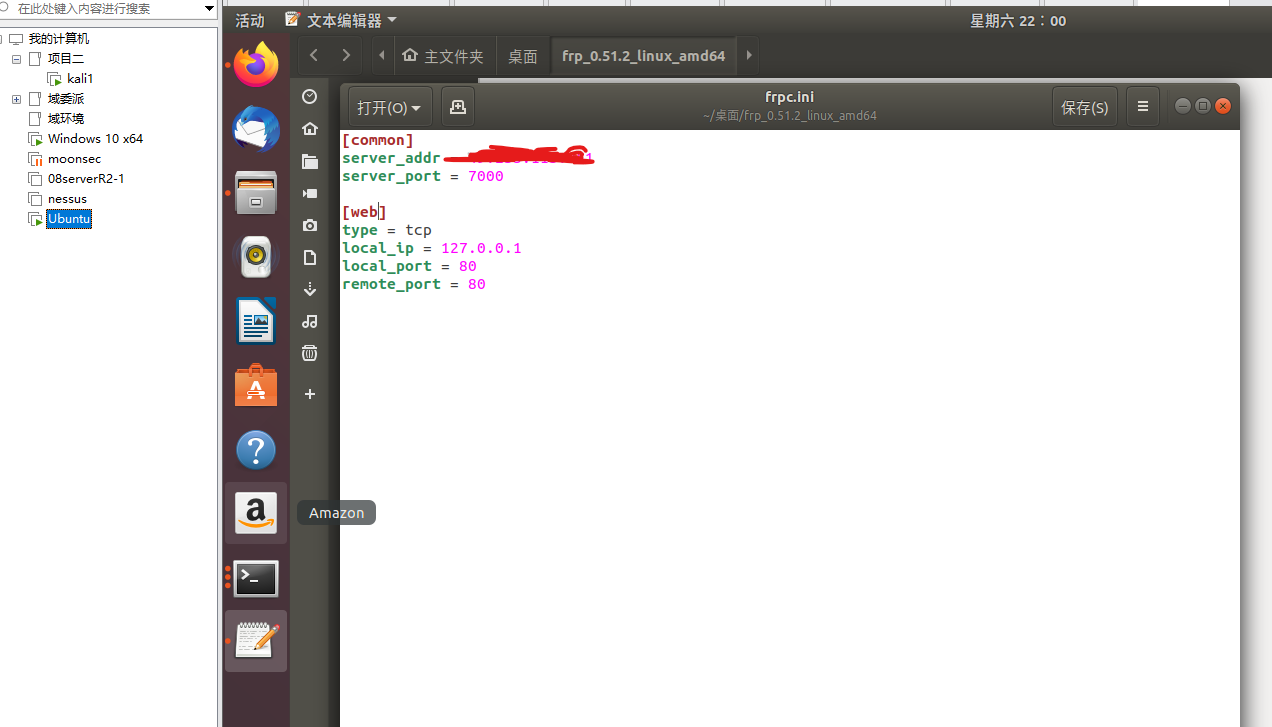 在此处键入内容进行搜索
我的计算机
项目二
kali1
域委派
域环境
Windows 10 x64
moonsec
08serverR2-1
nessus
Ubuntu
活动 文本编辑器 星期六 22：00
主文件夹 桌面 frp_0.51.2_linux_amd64
打开(O) frpc.ini 保存(S)
~/桌面/frp_0.51.2_linux_amd64
[common]
server_addr
server_port = 7000
[web]
type = tcp
local_ip = 127.0.0.1
local_port = 80
remote_port = 80
Amazon